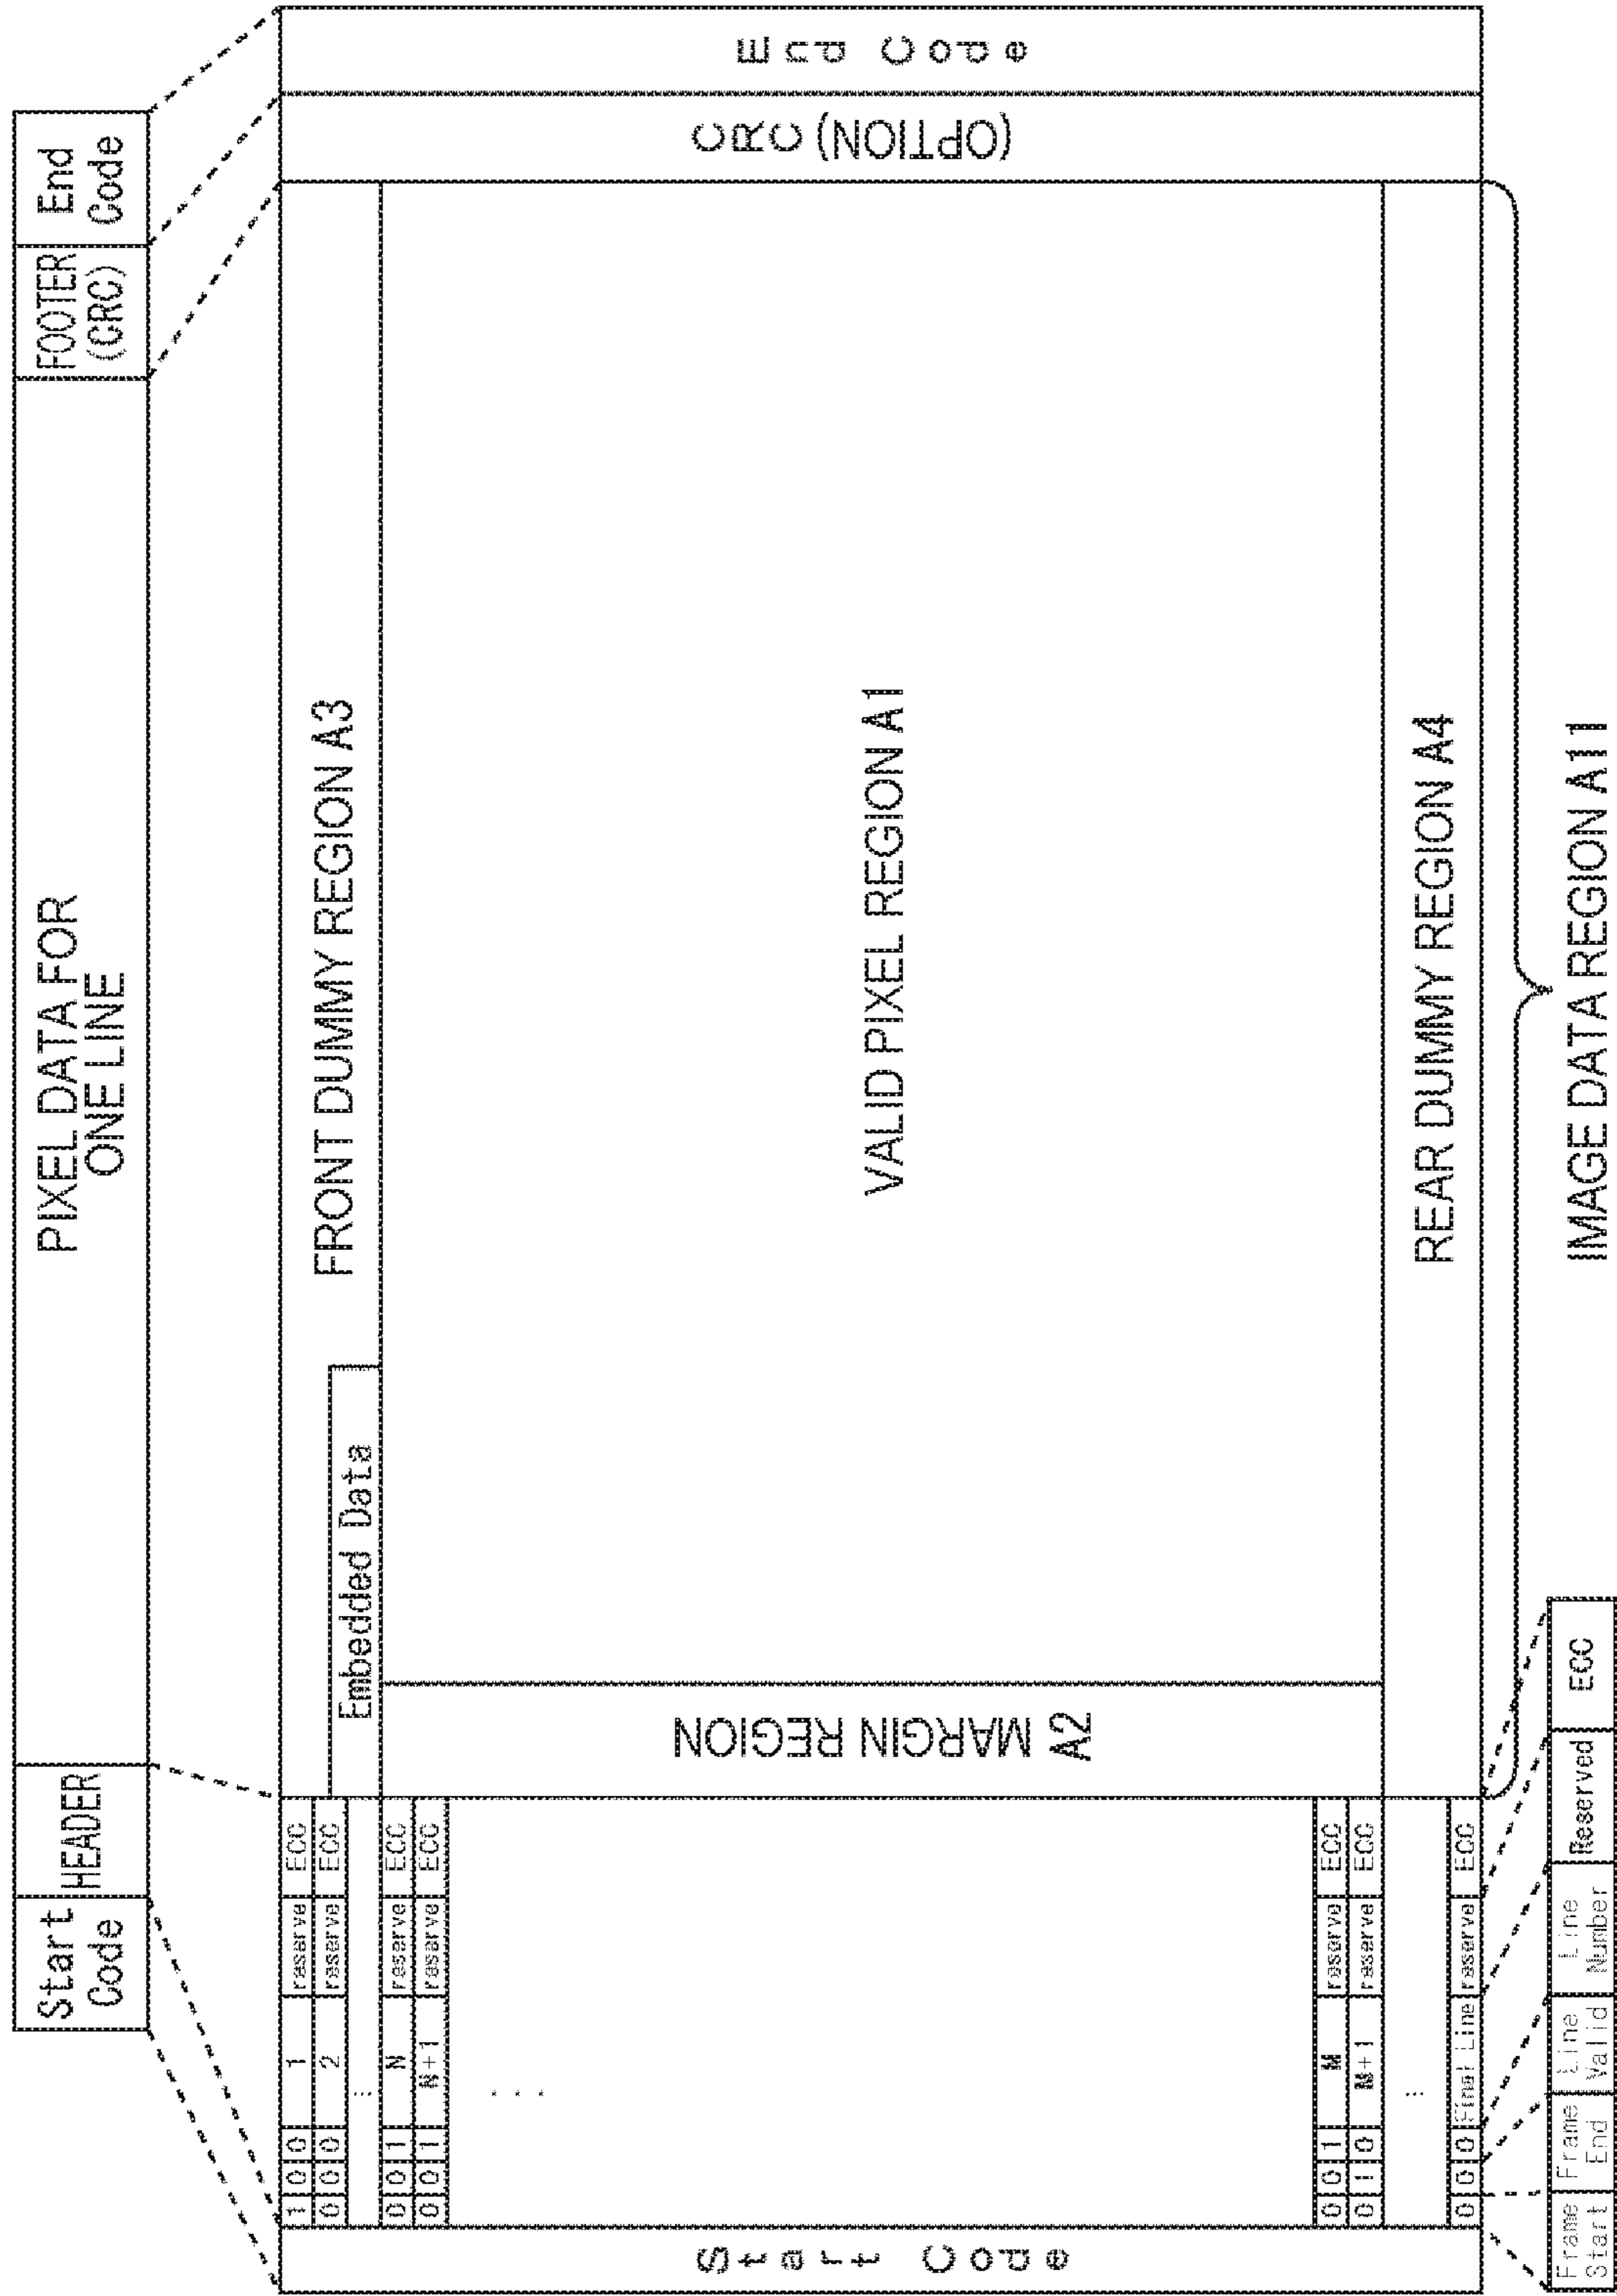 Start Code
HEADER
PIXEL DATA FOR ONE LINE
FOOTER (CRC)
End Code
Start Code
1 0 0 1 reserve ECC
0 0 0 2 reserve ECC
⋮
0 0 1 N reserve ECC
0 0 1 N+1 reserve ECC
...
0 0 1 M reserve ECC
0 1 0 M+1 reserve ECC
⋮
0 0 0 Final Line reserve ECC
FRONT DUMMY REGION A3
Embedded Data
MARGIN REGION A2
VALID PIXEL REGION A1
REAR DUMMY REGION A4
CRC (OPTION)
End Code
IMAGE DATA REGION A11
Frame Start
Frame End
Line Valid
Line Number
Reserved
ECC